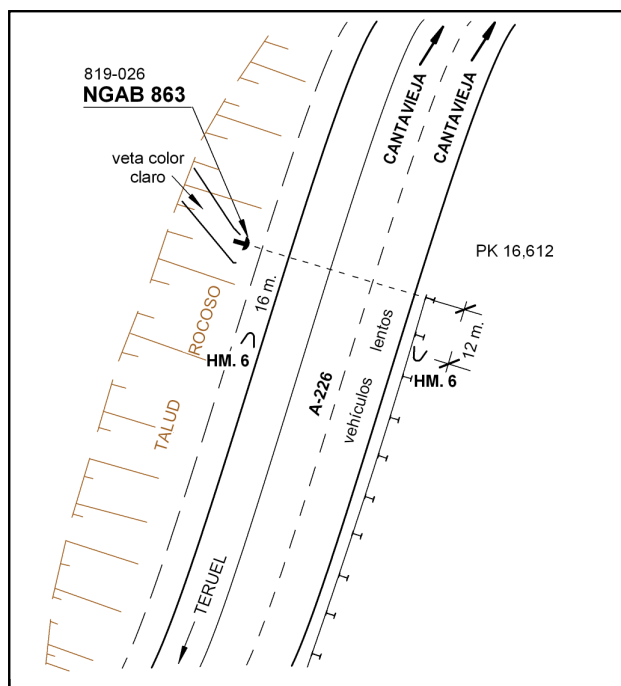 819-026
NGAB 863
veta color
claro
CANTAVIEJA
CANTAVIEJA
PK 16,612
16 m.
12 m.
HM. 6
HM. 6
TALUD
ROCOSO
A-226
vehículos
lentos
TERUEL